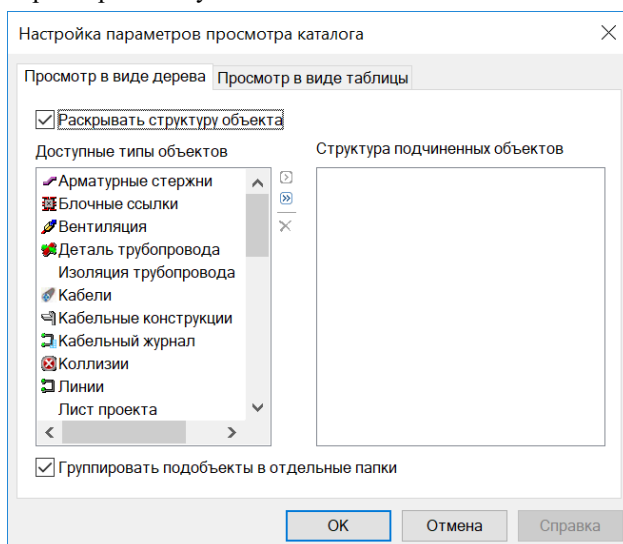 Настройка параметров просмотра каталога
Просмотр в виде дерева Просмотр в виде таблицы
Раскрывать структуру объекта
Доступные типы объектов
Структура подчиненных объектов
Арматурные стержни
Блочные ссылки
Вентиляция
Деталь трубопровода
Изоляция трубопровода
Кабели
Кабельные конструкции
Кабельный журнал
Коллизии
Линии
Лист проекта
Группировать подобъекты в отдельные папки
OK Отмена Справка